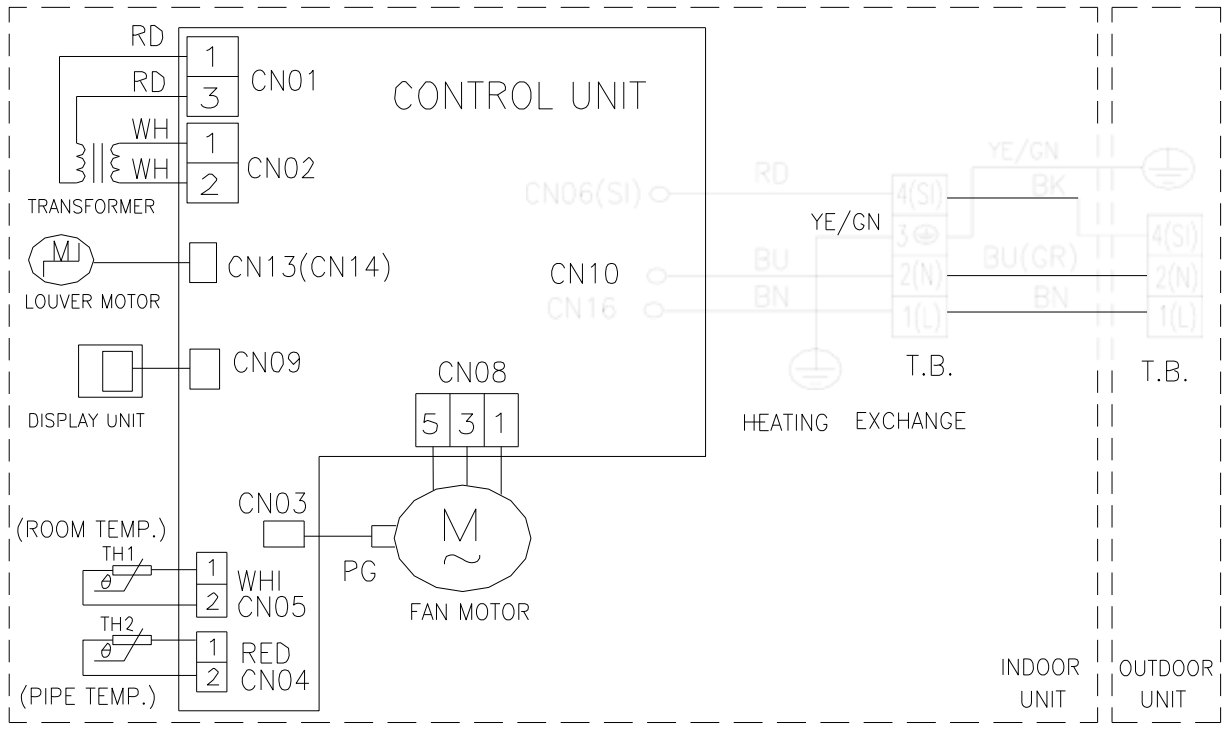 RD
1
RD
3
CN01
CONTROL UNIT
WH
1
WH
2
CN02
TRANSFORMER
YE/GN
RD
BK
CN06(SI)
4(SI)
YE/GN
3
4(SI)
M
CN13(CN14)
LOUVER MOTOR
CN10
BU
2(N)
BU(GR)
2(N)
CN16
BN
1(L)
BN
1(L)
CN09
DISPLAY UNIT
CN08
5 3 1
T.B.
T.B.
HEATING EXCHANGE
CN03
M
~
PG
FAN MOTOR
(ROOM TEMP.)
TH1
θ
1
2
WHI
CN05
TH2
θ
1
2
RED
CN04
(PIPE TEMP.)
INDOOR
UNIT
OUTDOOR
UNIT